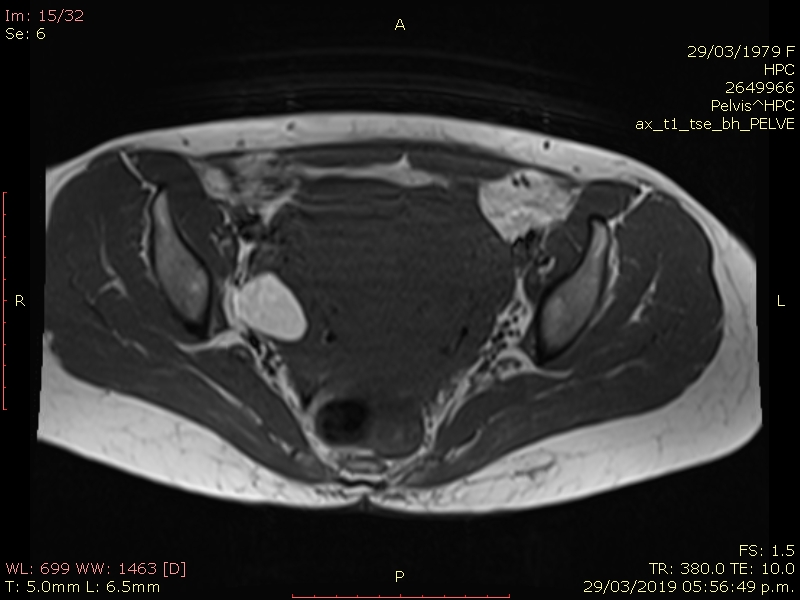 Im: 15/32
Se: 6
A
29/03/1979 F
HPC
2649966
Pelvis^HPC
ax_t1_tse_bh_PELVE
R
L
WL: 699 WW: 1463 [D]
T: 5.0mm L: 6.5mm
P
FS: 1.5
TR: 380.0 TE: 10.0
29/03/2019 05:56:49 p.m.